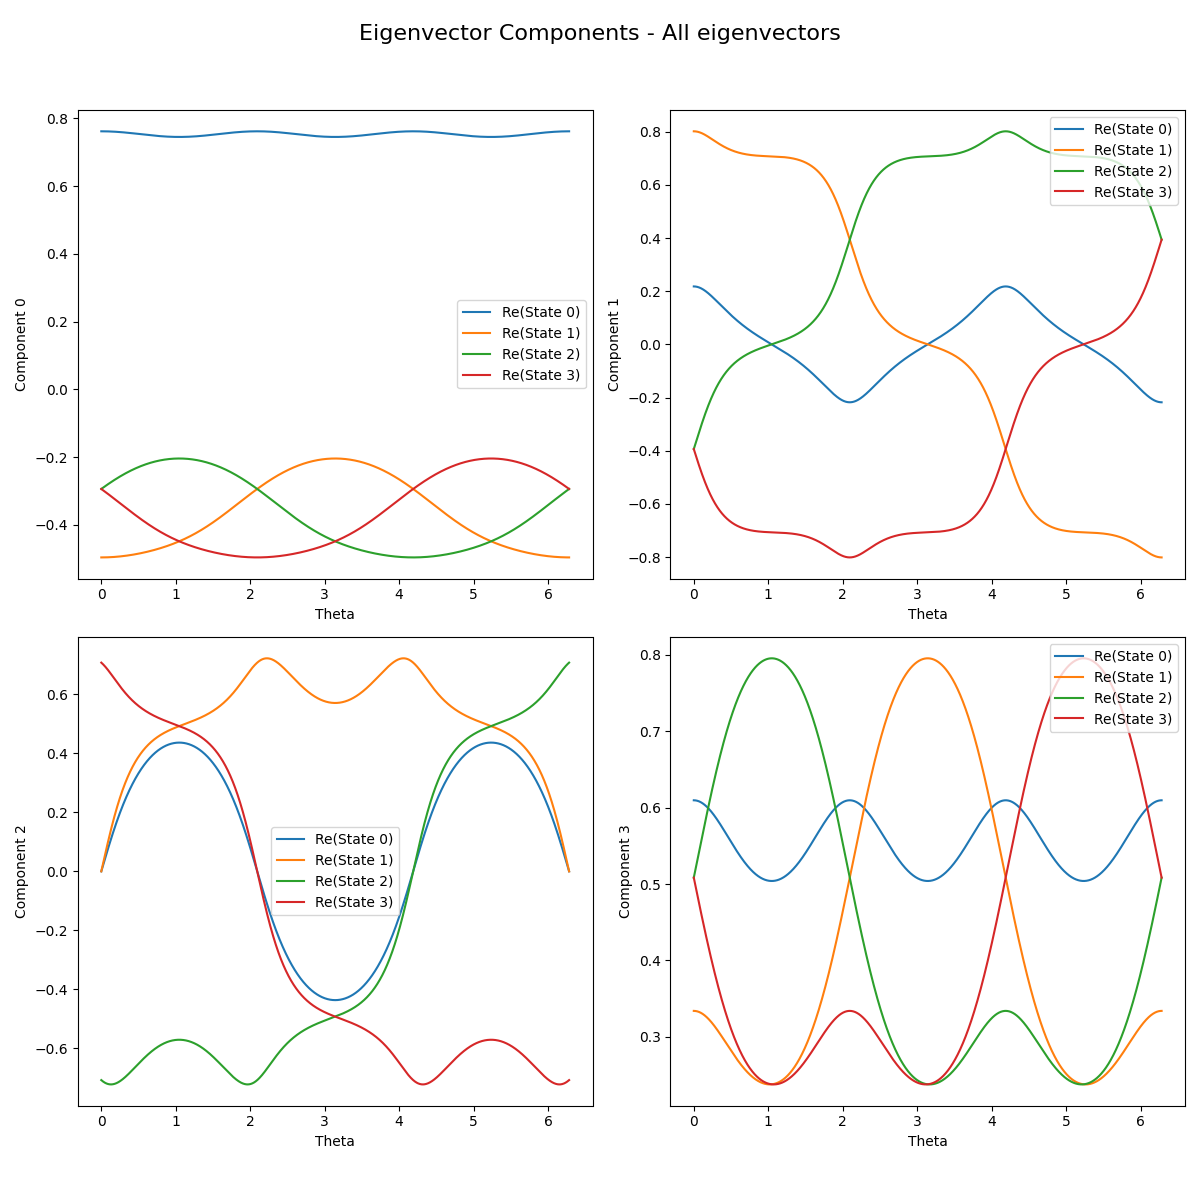 Eigenvector Components - All eigenvectors
0.8
0.6
0.4
0.2
0.0
−0.2
−0.4
Component 0
Re(State 0)
Re(State 1)
Re(State 2)
Re(State 3)
0 1 2 3 4 5 6
Theta
0.8
0.6
0.4
0.2
0.0
−0.2
−0.4
−0.6
−0.8
Component 1
Re(State 0)
Re(State 1)
Re(State 2)
Re(State 3)
0 1 2 3 4 5 6
Theta
0.6
0.4
0.2
0.0
−0.2
−0.4
−0.6
Component 2
Re(State 0)
Re(State 1)
Re(State 2)
Re(State 3)
0 1 2 3 4 5 6
Theta
0.8
0.7
0.6
0.5
0.4
0.3
Component 3
Re(State 0)
Re(State 1)
Re(State 2)
Re(State 3)
0 1 2 3 4 5 6
Theta